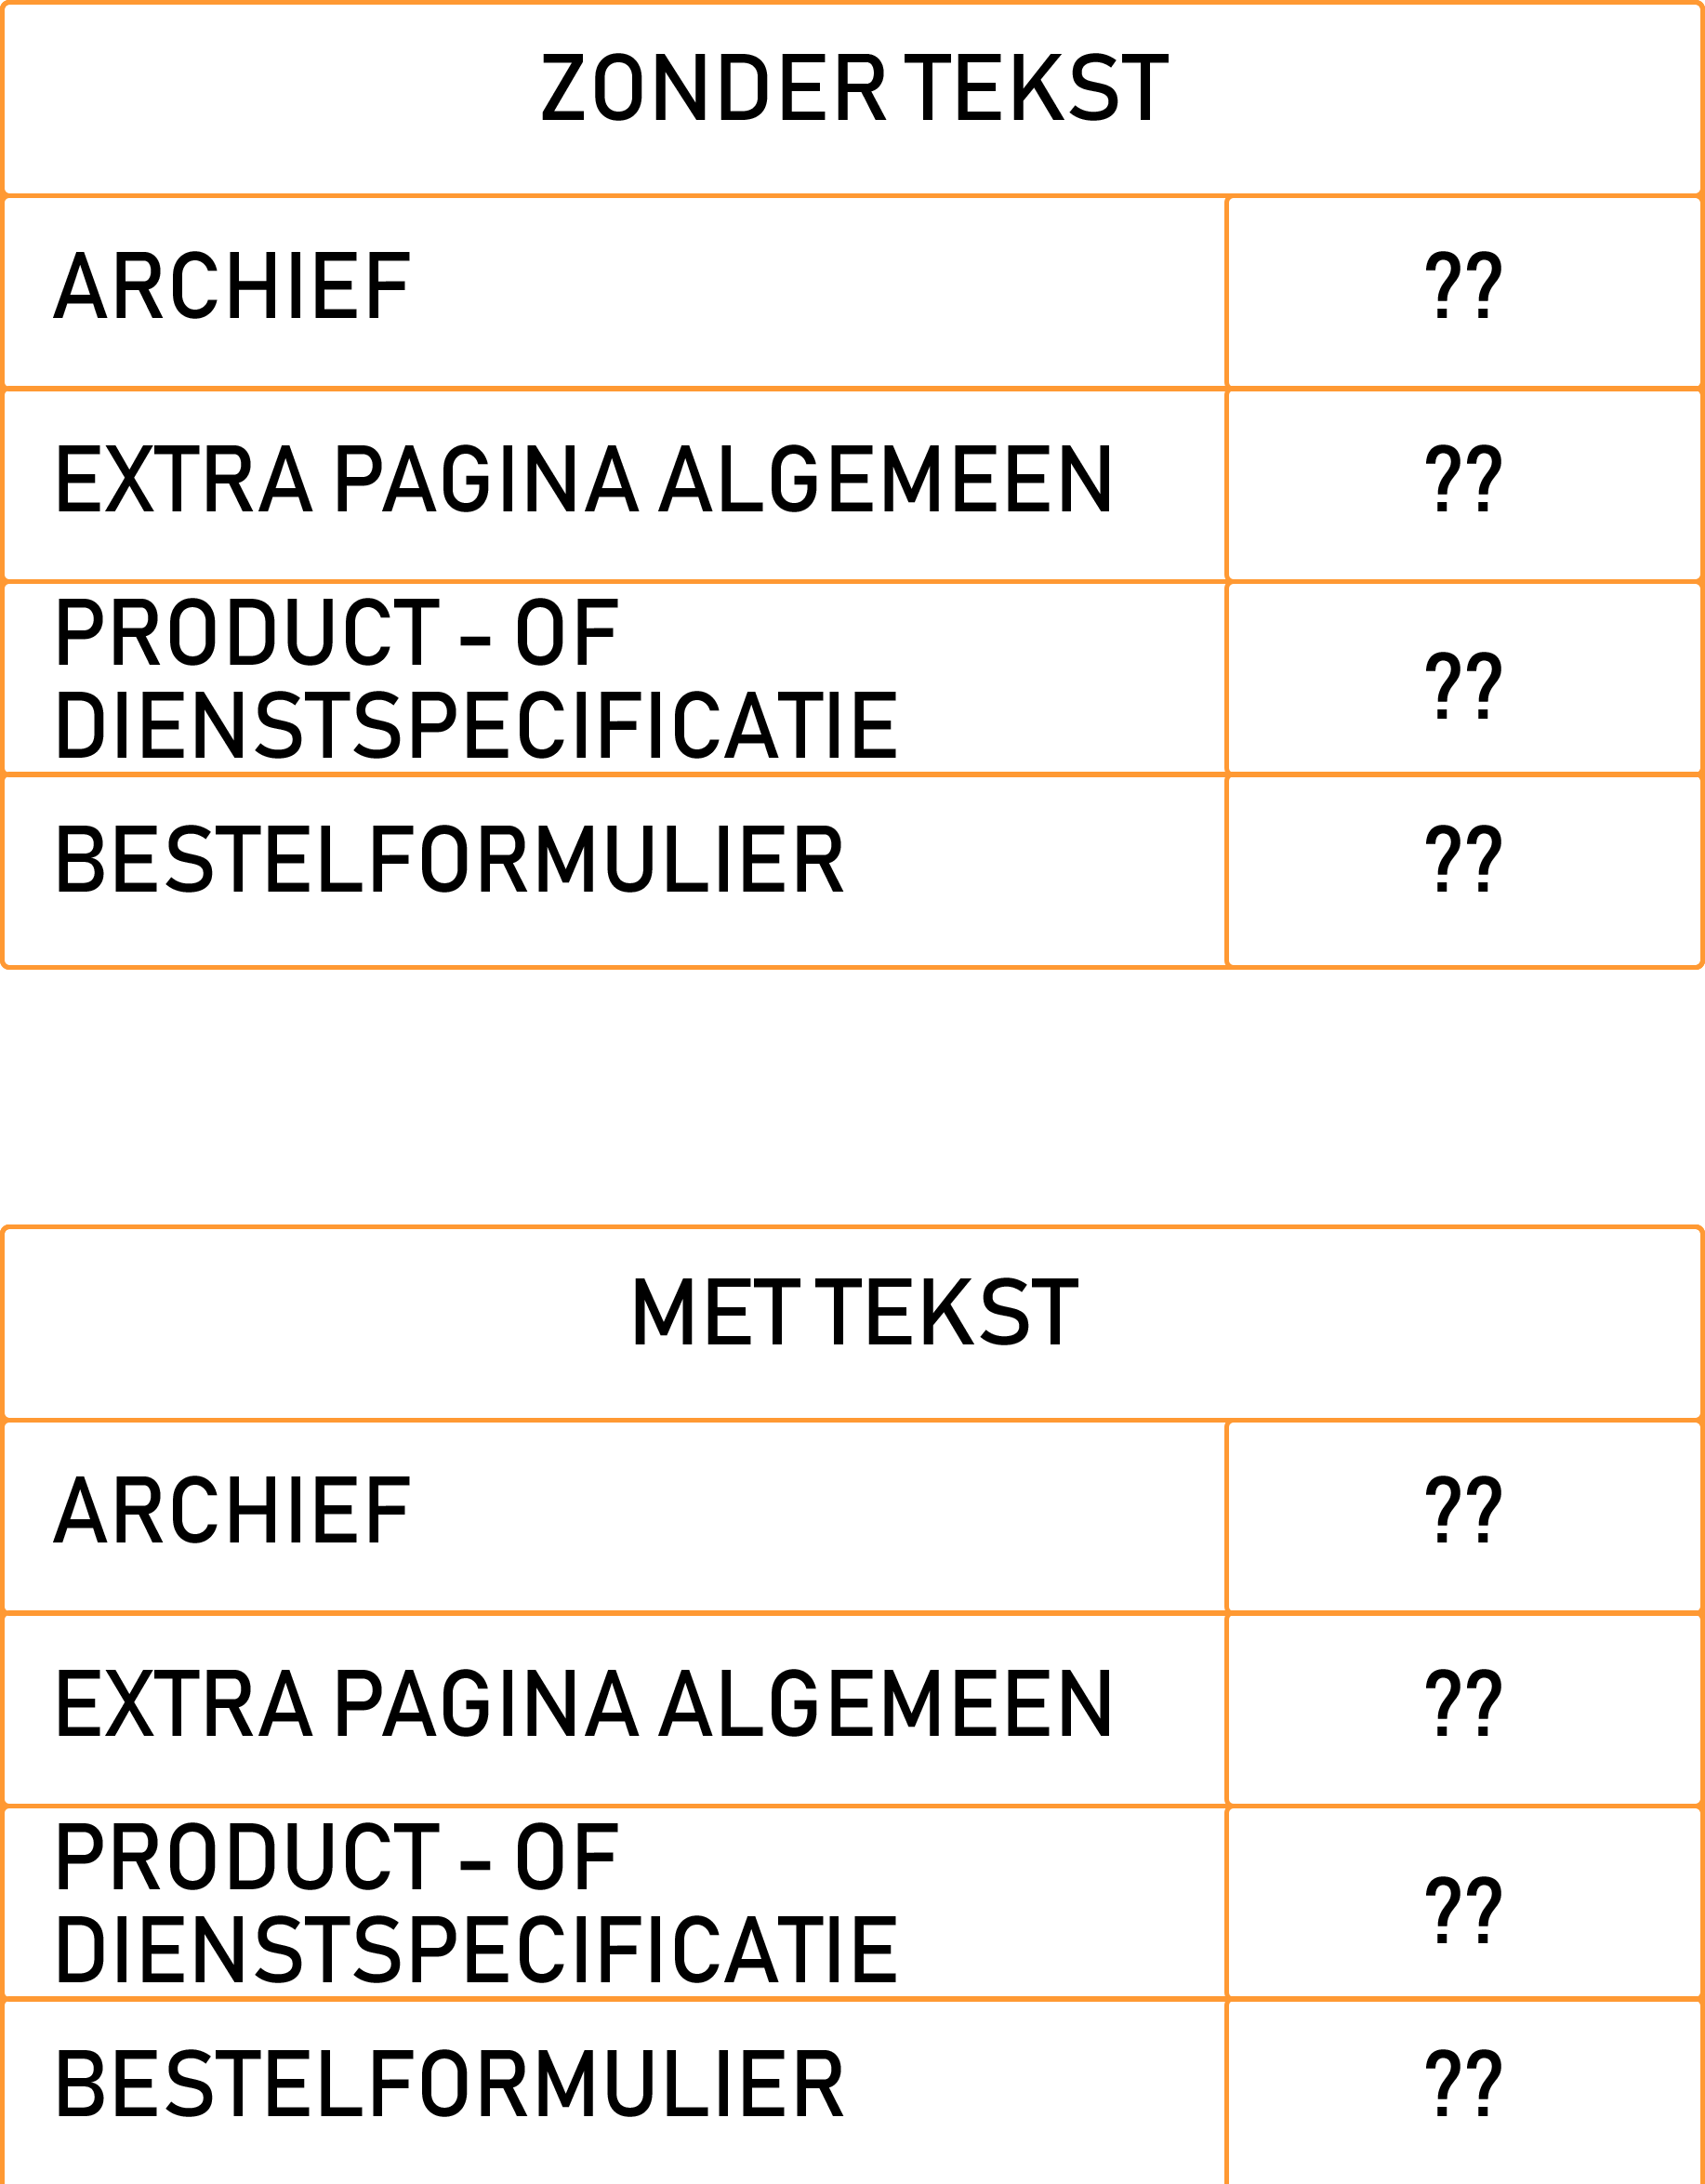 ZONDER TEKST
ARCHIEF ??
EXTRA PAGINA ALGEMEEN ??
PRODUCT - OF
DIENSTSPECIFICATIE ??
BESTELFORMULIER ??
MET TEKST
ARCHIEF ??
EXTRA PAGINA ALGEMEEN ??
PRODUCT - OF
DIENSTSPECIFICATIE ??
BESTELFORMULIER ??